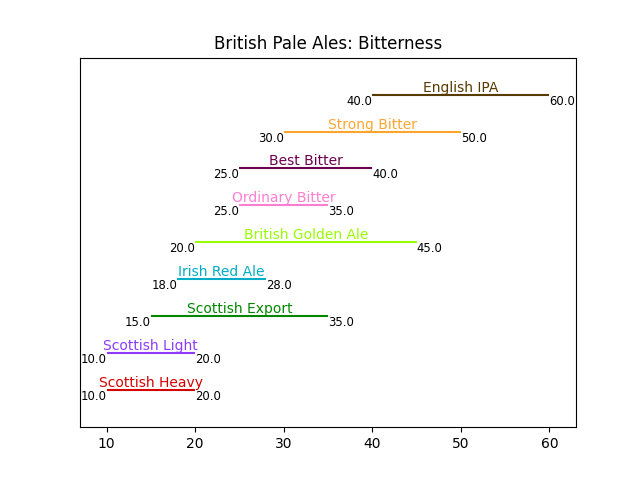 British Pale Ales: Bitterness
English IPA
40.0 60.0
Strong Bitter
30.0 50.0
Best Bitter
25.0 40.0
Ordinary Bitter
25.0 35.0
British Golden Ale
20.0 45.0
Irish Red Ale
18.0 28.0
Scottish Export
15.0 35.0
Scottish Light
10.0 20.0
Scottish Heavy
10.0 20.0
10 20 30 40 50 60